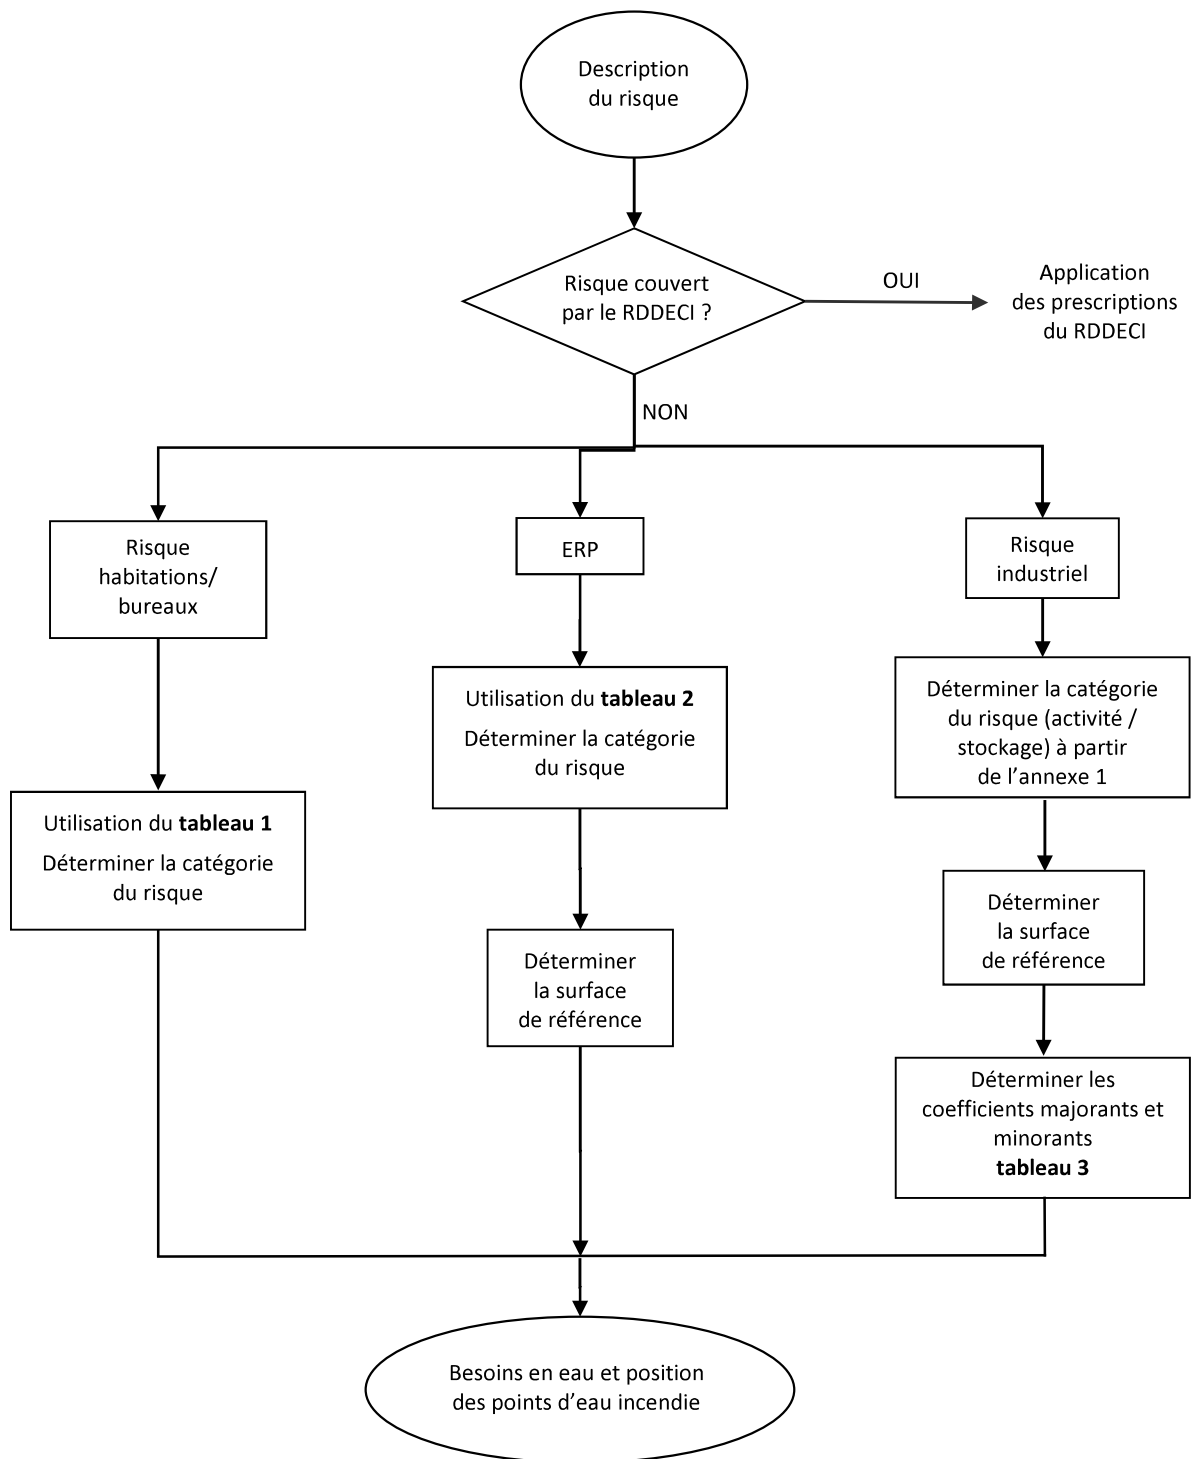 Description
du risque
Risque couvert
par le RDDECI ?
OUI
Application
des prescriptions
du RDDECI
NON
Risque
habitations/
bureaux
ERP
Risque
industriel
Utilisation du tableau 1
Déterminer la catégorie
du risque
Utilisation du tableau 2
Déterminer la catégorie
du risque
Déterminer
la surface
de référence
Déterminer la catégorie
du risque (activité /
stockage) à partir
de l’annexe 1
Déterminer
la surface
de référence
Déterminer les
coefficients majorants et
minorants
tableau 3
Besoins en eau et position
des points d’eau incendie